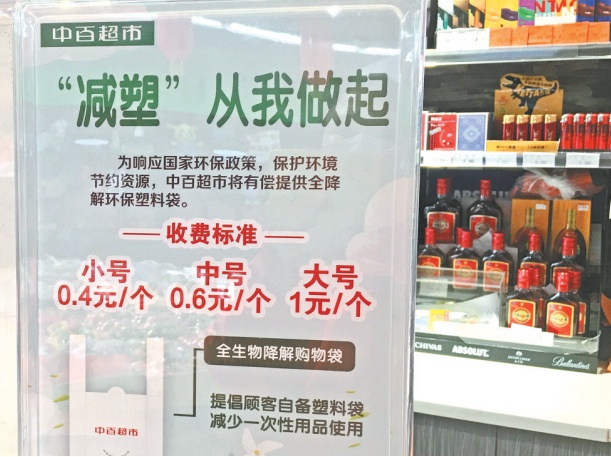 中百超市
“减塑”从我做起
为响应国家环保政策，保护环境
节约资源，中百超市将有偿提供全降
解环保塑料袋。
收费标准
小号 中号 大号
0.4元/个 0.6元/个 1元/个
全生物降解购物袋
提倡顾客自备塑料袋
减少一次性用品使用
中百超市
ABSOLUT
CHIVAS ABSOLUT. Ballantine's